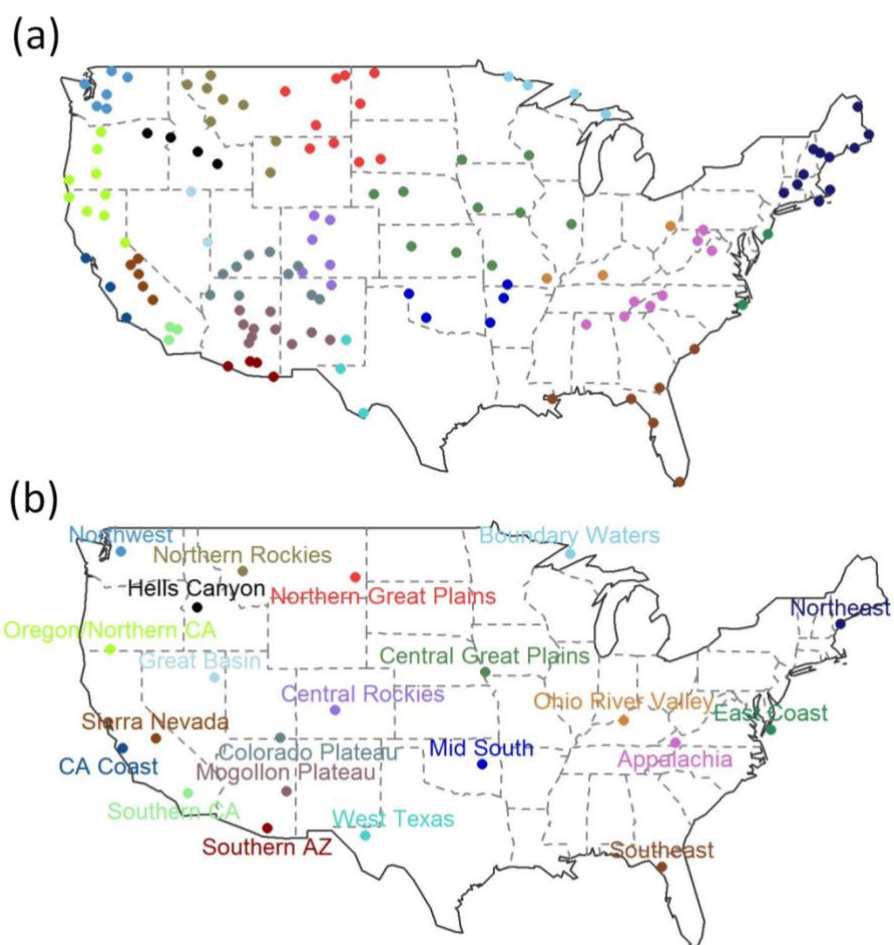 (a)
(b)
Northwest
Boundary Waters
Northern Rockies
Hells Canyon
Northern Great Plains
Northeast
Oregon/Northern CA
Great Basin
Central Great Plains
Central Rockies
Ohio River Valley
East Coast
Sierra Nevada
Colorado Plateau
Mid South
CA Coast
Mogollon Plateau
Appalachia
Southern CA
West Texas
Southern AZ
Southeast